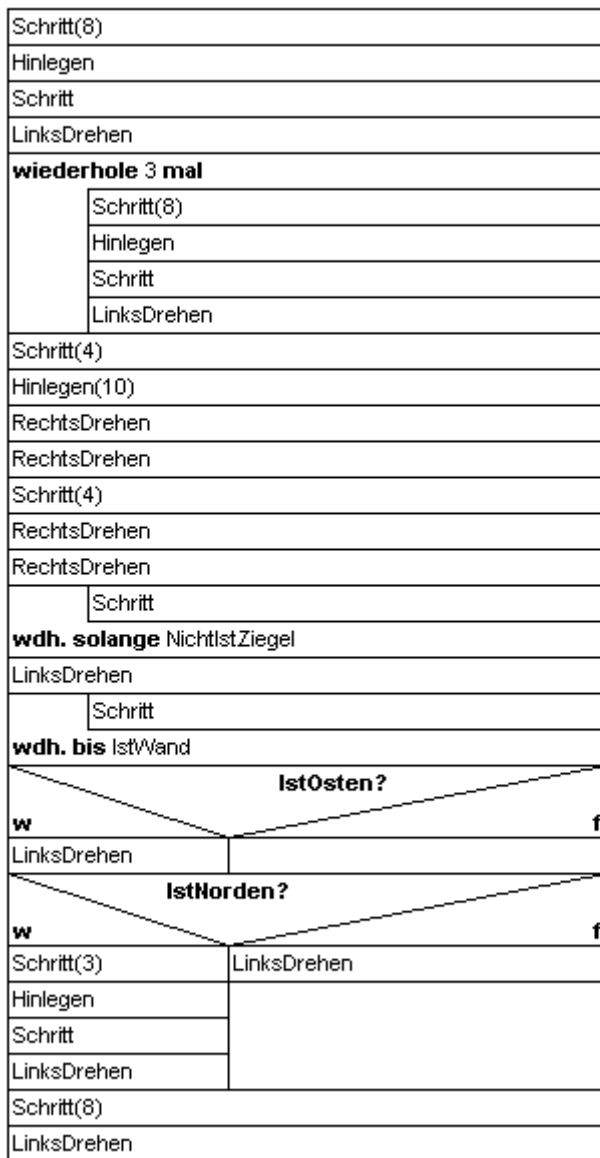 Schritt(8)
Hinlegen
Schritt
LinksDrehen
wiederhole 3 mal
Schritt(8)
Hinlegen
Schritt
LinksDrehen
Schritt(4)
Hinlegen(10)
RechtsDrehen
RechtsDrehen
Schritt(4)
RechtsDrehen
RechtsDrehen
Schritt
wdh. solange NichtIstZiegel
LinksDrehen
Schritt
wdh. bis IstWand
IstOsten?
w f
LinksDrehen
IstNorden?
w f
Schritt(3) LinksDrehen
Hinlegen
Schritt
LinksDrehen
Schritt(8)
LinksDrehen